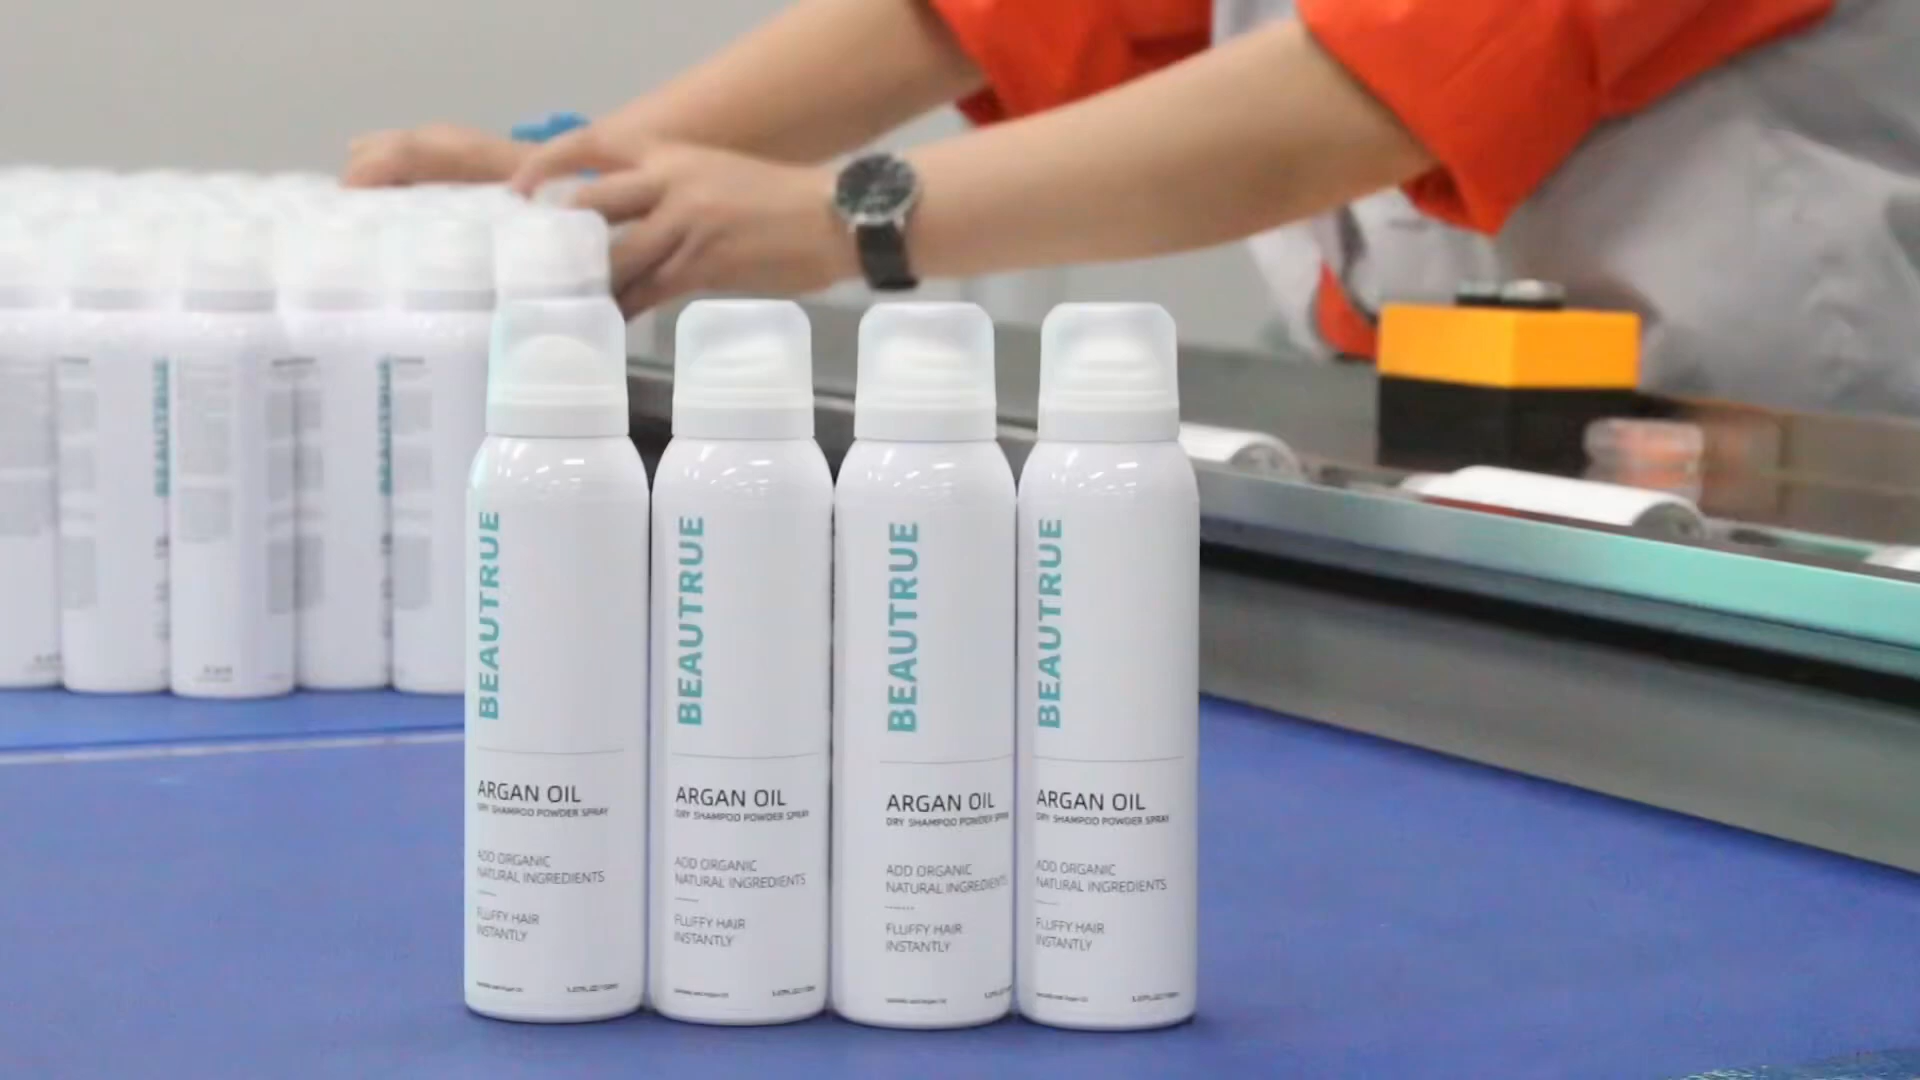 BEAUTRUE
ARGAN OIL
DRY SHAMPOO POWDER SPRAY
ADD ORGANIC
NATURAL INGREDIENTS
FLUFFY HAIR
INSTANTLY
BEAUTRUE
ARGAN OIL
DRY SHAMPOO POWDER SPRAY
ADD ORGANIC
NATURAL INGREDIENTS
FLUFFY HAIR
INSTANTLY
BEAUTRUE
ARGAN OIL
DRY SHAMPOO POWDER SPRAY
ADD ORGANIC
NATURAL INGREDIENTS
FLUFFY HAIR
INSTANTLY
BEAUTRUE
ARGAN OIL
DRY SHAMPOO POWDER SPRAY
ADD ORGANIC
NATURAL INGREDIENTS
FLUFFY HAIR
INSTANTLY